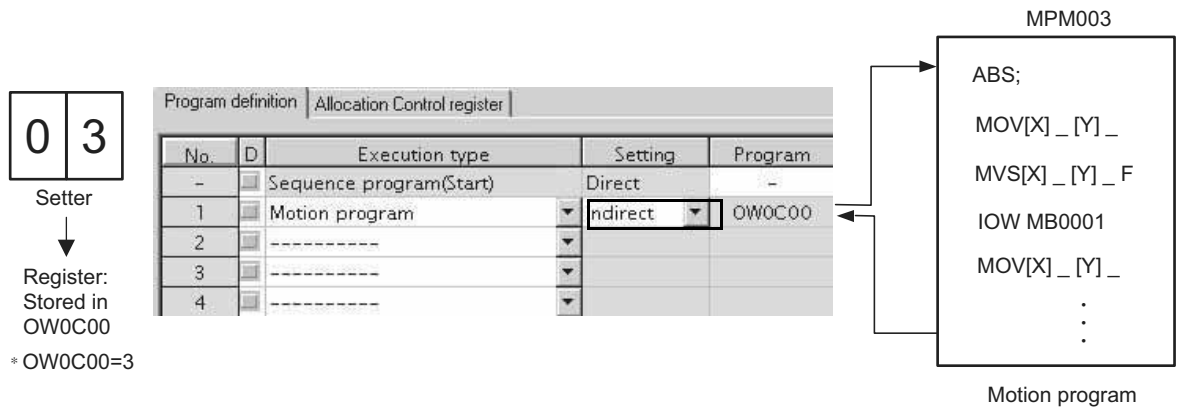 0 3
Setter
Register:
Stored in
OW0C00
* OW0C00=3
Program definition Allocation Control register
No. D Execution type Setting Program
- Sequence program(Start) Direct -
1 Motion program ndirect OW0C00
2 ----------
3 ----------
4 ----------
MPM003
ABS;
MOV[X] _ [Y] _
MVS[X] _ [Y] _ F
IOW MB0001
MOV[X] _ [Y] _
.
.
.
Motion program